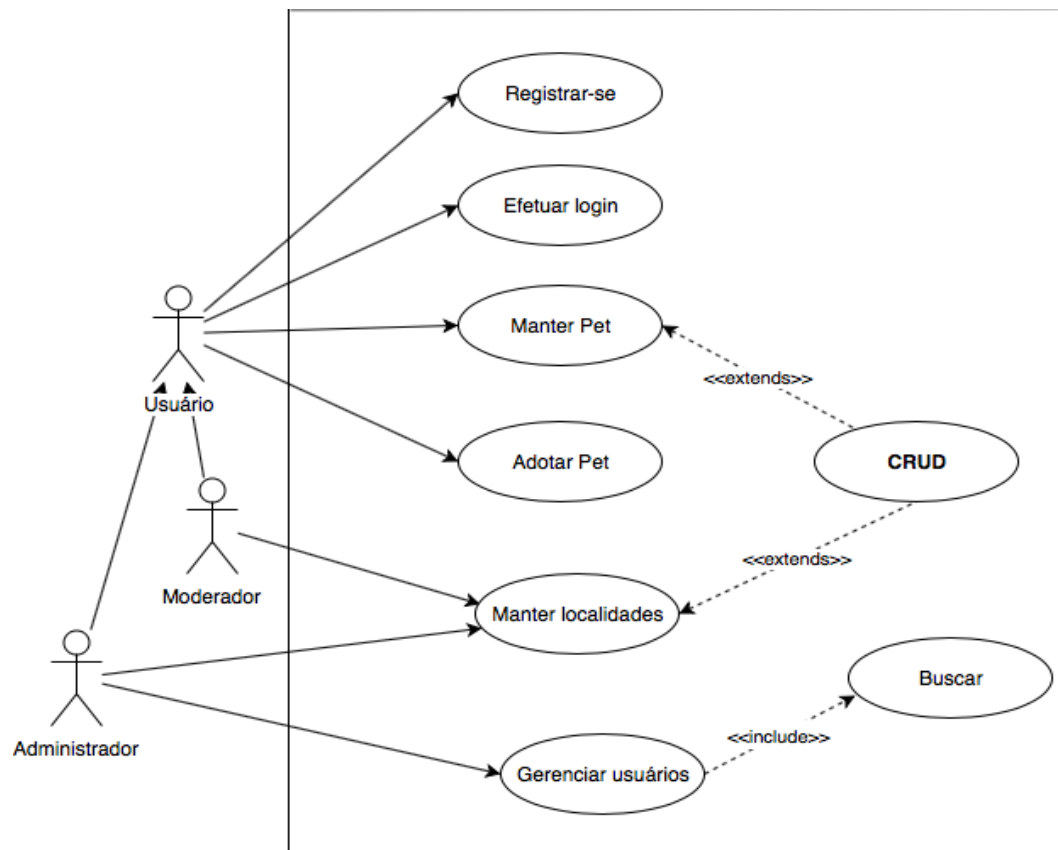 Registrar-se
Efetuar login
Manter Pet
<<extends>>
Usuário
Adotar Pet
CRUD
<<extends>>
Moderador
Manter localidades
Buscar
<<include>>
Administrador
Gerenciar usuários